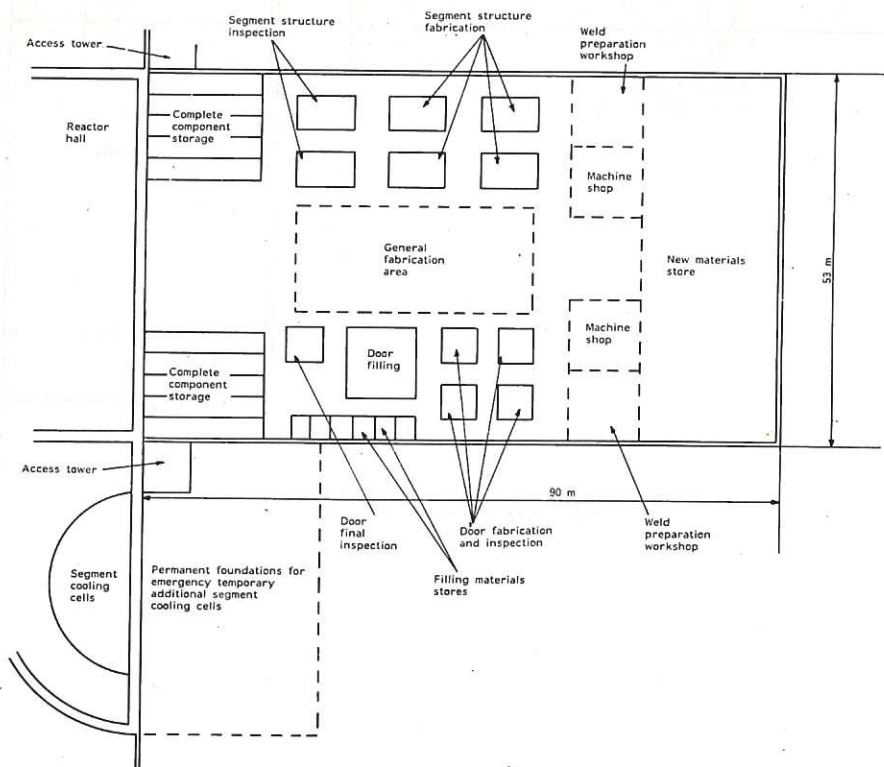 Segment structure
inspection
Segment structure
fabrication
Weld
preparation
workshop
Access tower
Reactor
hall
Complete
component
storage
Machine
shop
General
fabrication
area
New materials
store
53 m
Machine
shop
Door
filling
Complete
component
storage
Access tower
90 m
Door
final
inspection
Door fabrication
and inspection
Weld
preparation
workshop
Filling materials
stores
Segment
cooling
cells
Permanent foundations for
emergency temporary
additional segment
cooling cells